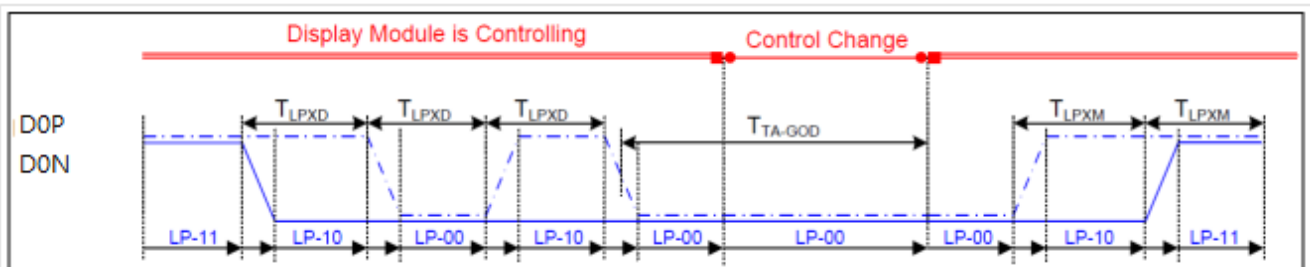 Display Module is Controlling Control Change
TLPXD TLPXD TLPXD TLPXM TLPXM
D0P
TTA-GOD
D0N
LP-11 LP-10 LP-00 LP-10 LP-00 LP-00 LP-00 LP-10 LP-11